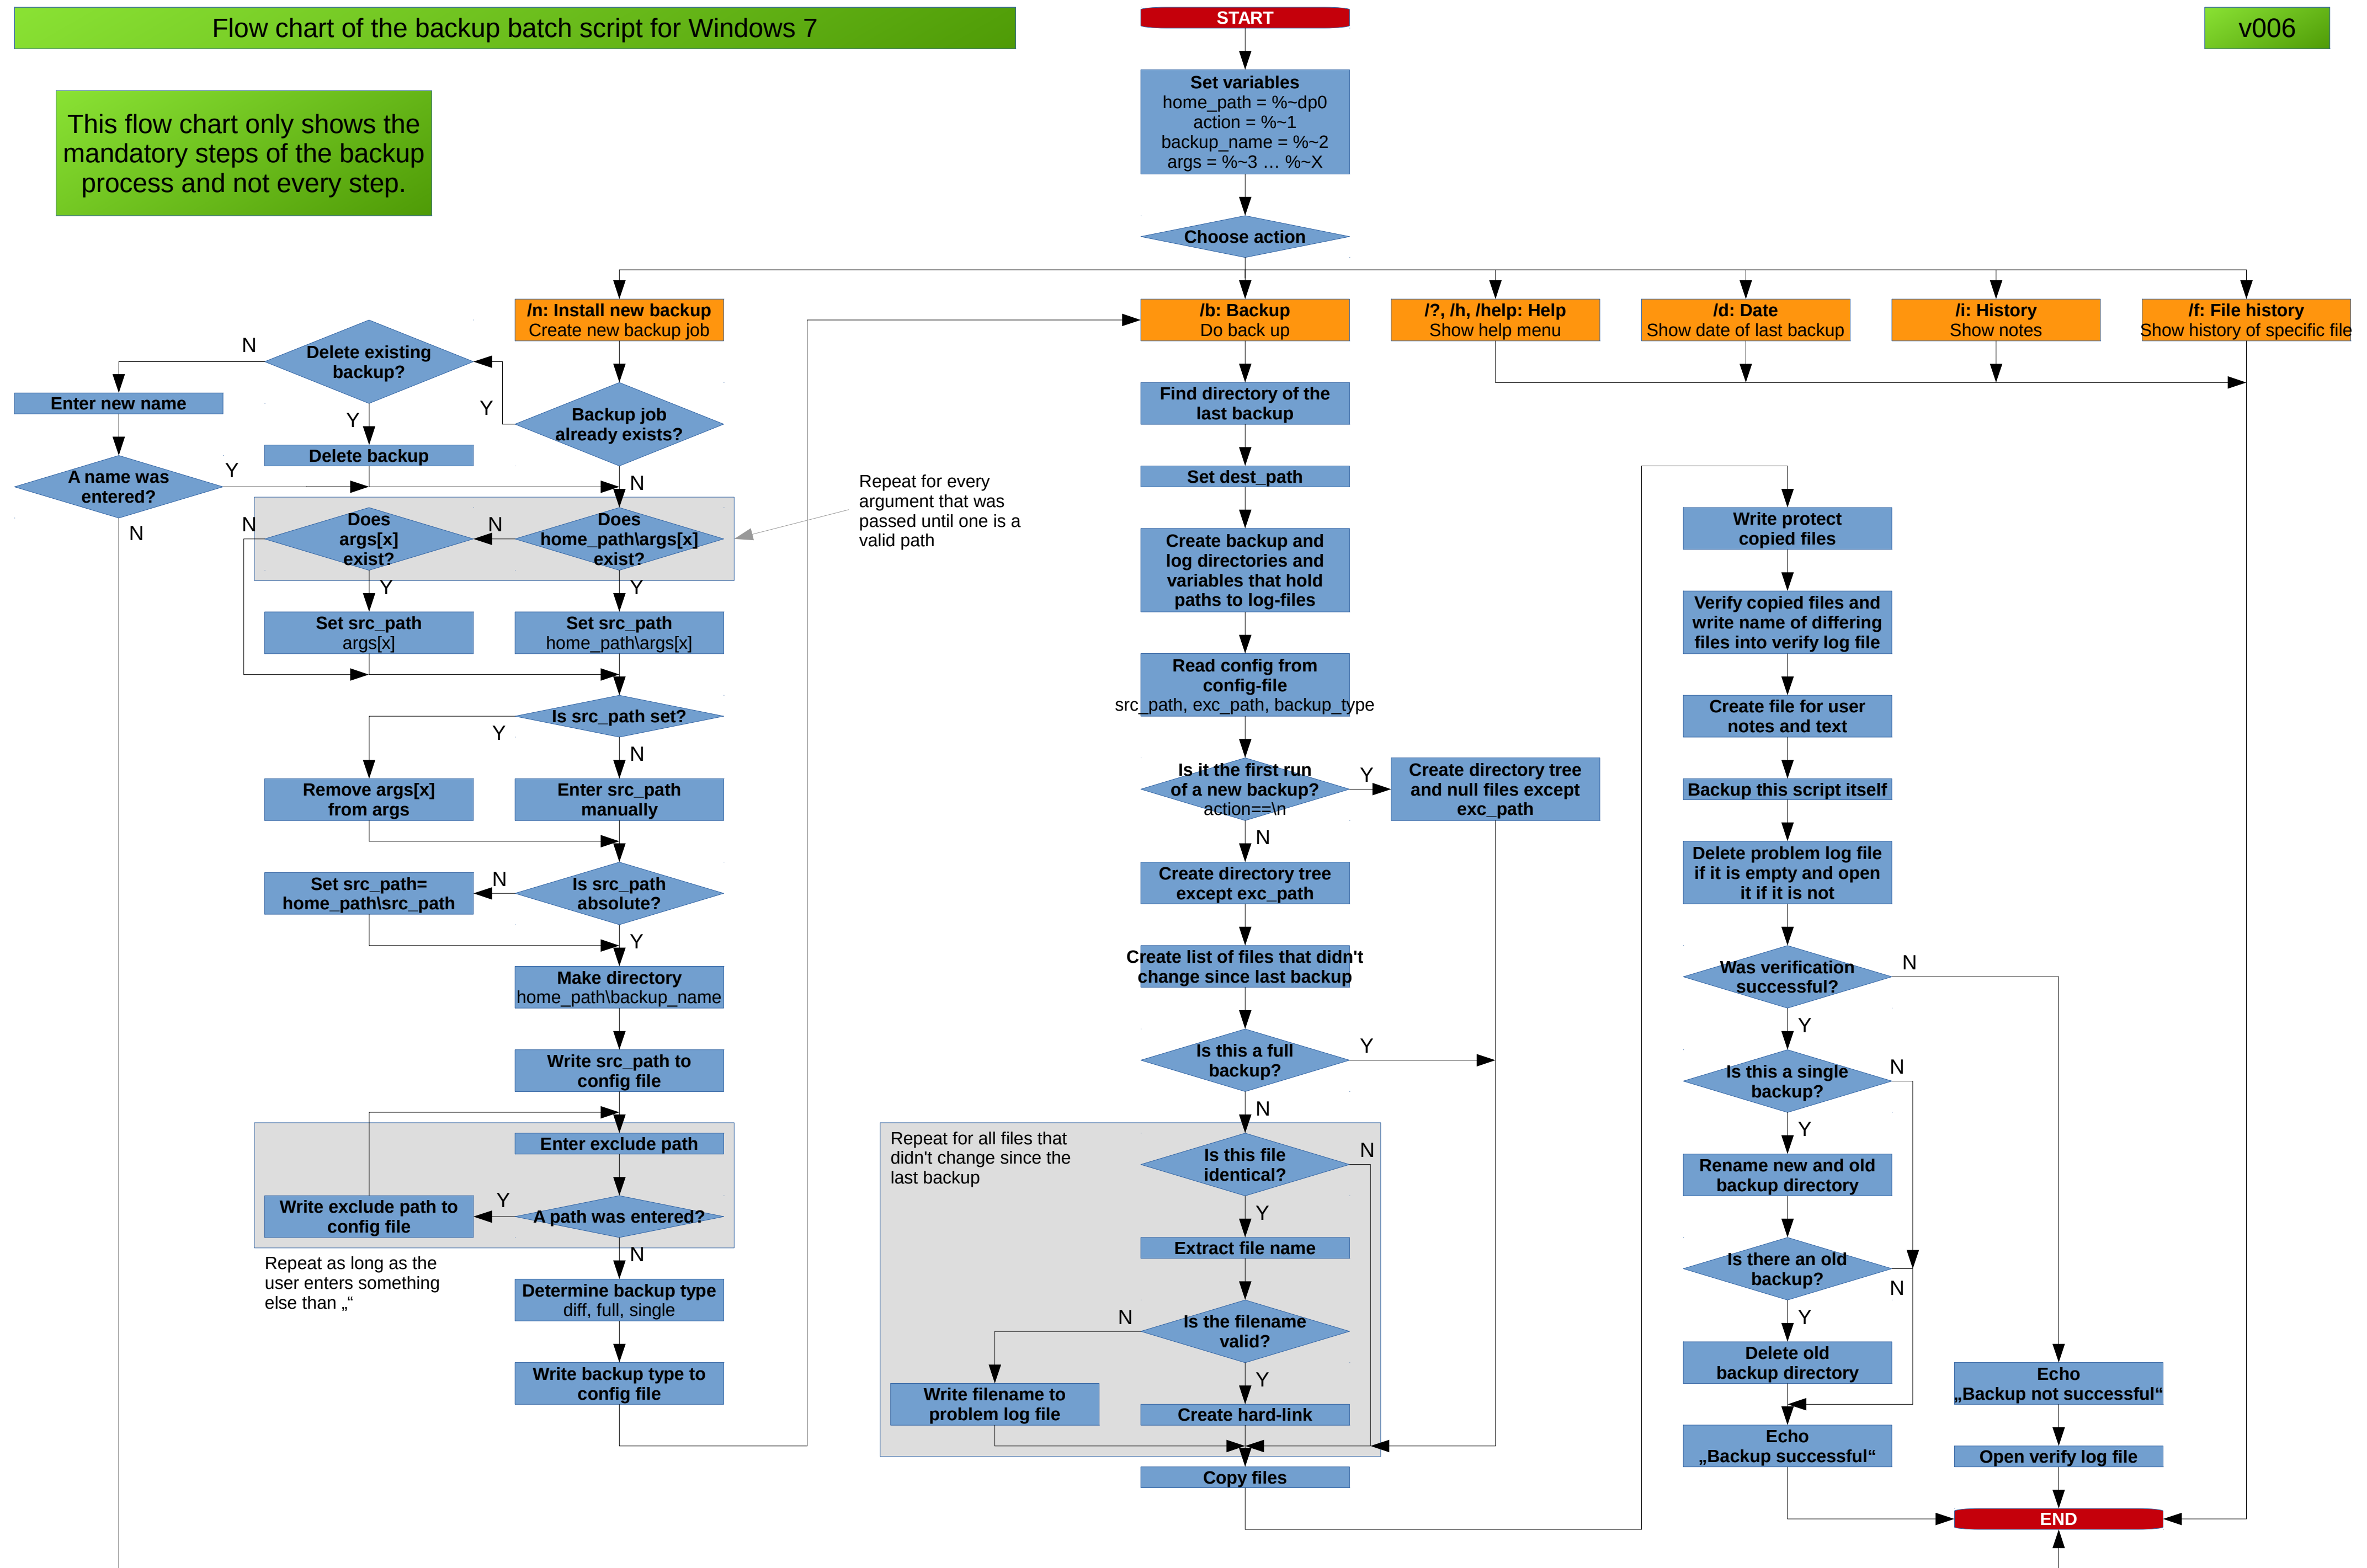 Flow chart of the backup batch script for Windows 7
START
v006
This flow chart only shows the
mandatory steps of the backup
process and not every step.
Set variables
home_path = %~dp0
action = %~1
backup_name = %~2
args = %~3 … %~X
Choose action
/n: Install new backup
Create new backup job
/b: Backup
Do back up
/?, /h, /help: Help
Show help menu
/d: Date
Show date of last backup
/i: History
Show notes
/f: File history
Show history of specific file
N
Delete existing
backup?
Y
Enter new name
Y
Backup job
already exists?
Delete backup
A name was
entered?
Y
N
N
Repeat for every
argument that was
passed until one is a
valid path
N
Does
args[x]
exist?
N
Does
home_path\args[x]
exist?
Y
Y
Set src_path
args[x]
Set src_path
home_path\args[x]
Is src_path set?
Y
N
Remove args[x]
from args
Enter src_path
manually
Set src_path=
home_path\src_path
N
Is src_path
absolute?
Y
Make directory
home_path\backup_name
Write src_path to
config file
Enter exclude path
Write exclude path to
config file
Y
A path was entered?
N
Repeat as long as the
user enters something
else than „“
Determine backup type
diff, full, single
Write backup type to
config file
Find directory of the
last backup
Set dest_path
Create backup and
log directories and
variables that hold
paths to log-files
Read config from
config-file
src_path, exc_path, backup_type
Is it the first run
of a new backup?
action==\n
Y
Create directory tree
and null files except
exc_path
N
Create directory tree
except exc_path
Create list of files that didn't
change since last backup
Is this a full
backup?
Y
N
Repeat for all files that
didn't change since the
last backup
Is this file
identical?
N
Y
Extract file name
N
Is the filename
valid?
Y
Write filename to
problem log file
Create hard-link
Copy files
Write protect
copied files
Verify copied files and
write name of differing
files into verify log file
Create file for user
notes and text
Backup this script itself
Delete problem log file
if it is empty and open
it if it is not
Was verification
successful?
N
Y
Is this a single
backup?
N
Y
Rename new and old
backup directory
Is there an old
backup?
N
Y
Delete old
backup directory
Echo
„Backup successful“
Echo
„Backup not successful“
Open verify log file
END